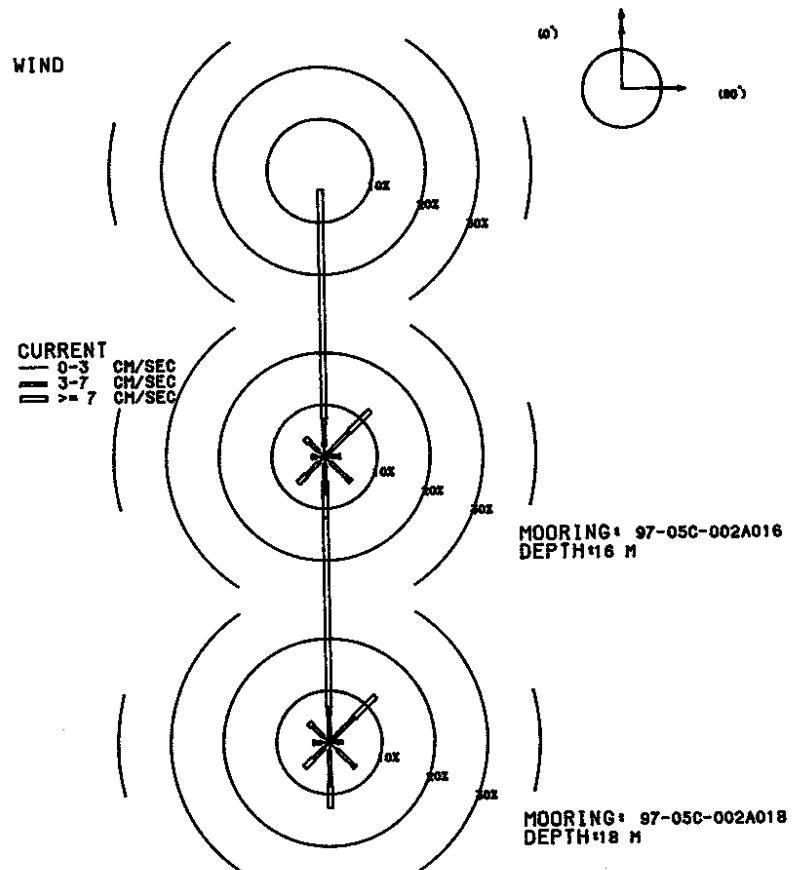 (0°)
WIND
(90°)
10%
20%
30%
CURRENT
0-3 CM/SEC
3-7 CM/SEC
>= 7 CM/SEC
10%
20%
30%
MOORING: 97-05C-002A016
DEPTH:16 M
10%
20%
30%
MOORING: 97-05C-002A018
DEPTH:18 M